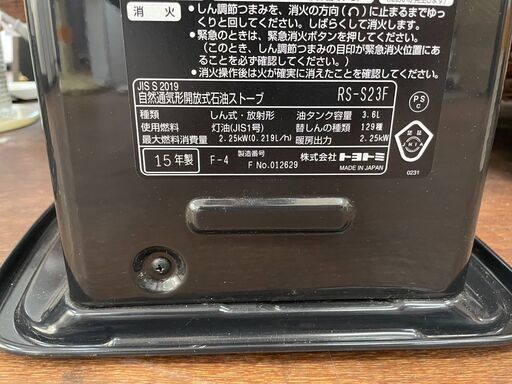 消 火
●しん調節つまみを、消火の方向(∩)に止まるまでゆっ
くりと回してください。しばらくして消火します。
●緊急のときは、緊急消火ボタンを押してください。
(このとき、しん調節つまみの目印が消火位置にあ
ることを確認してください。)
●消火操作後は火が確実に消えたことを確認してください。
JIS S 2019
自然通気形開放式石油ストーブ RS-S23F
種類 しん式・放射形 油タンク容量 3.6L
使用燃料 灯油(JIS1号) 替しんの種類 129種
最大燃料消費量 2.25kW(0.219L/h) 暖房出力 2.25kW
15年製 F-4 製造番号 F No.012629 株式会社トヨトミ
MADE IN JAPAN
PS
C
認証
JHIA
0231